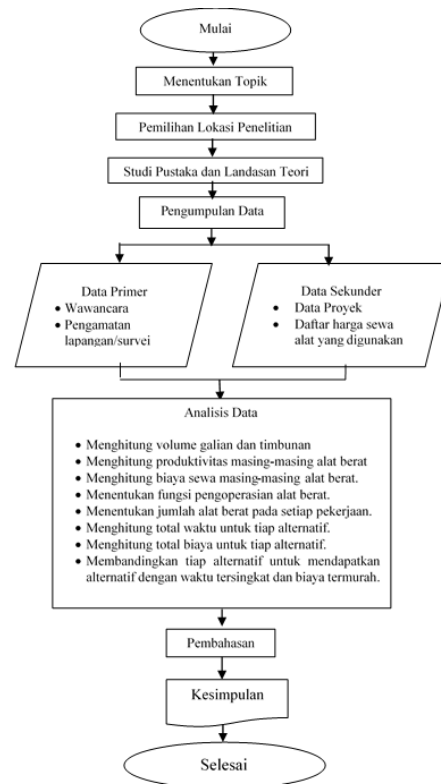 Mulai
Menentukan Topik
Pemilihan Lokasi Penelitian
Studi Pustaka dan Landasan Teori
Pengumpulan Data
Data Primer
• Wawancara
• Pengamatan
lapangan/survei
Data Sekunder
• Data Proyek
• Daftar harga sewa
alat yang digunakan
Analisis Data
• Menghitung volume galian dan timbunan
• Menghitung produktivitas masing-masing alat berat
• Menghitung biaya sewa masing-masing alat berat.
• Menentukan fungsi pengoperasian alat berat.
• Menentukan jumlah alat berat pada setiap pekerjaan.
• Menghitung total waktu untuk tiap alternatif.
• Menghitung total biaya untuk tiap alternatif.
• Membandingkan tiap alternatif untuk mendapatkan
alternatif dengan waktu tersingkat dan biaya termurah.
Pembahasan
Kesimpulan
Selesai